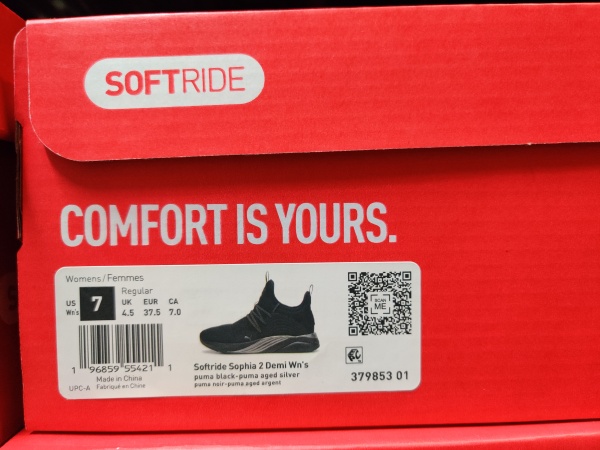 SOFTRIDE
COMFORT IS YOURS.
Womens/Femmes
Regular
US UK EUR CA
Wn's 7 4.5 37.5 7.0
SCAN
ME
1 96859 55421 1
Made in China
UPC-A Fabriqué en Chine
Softride Sophia 2 Demi Wn's
puma black-puma aged silver
puma noir-puma aged argent
379853 01